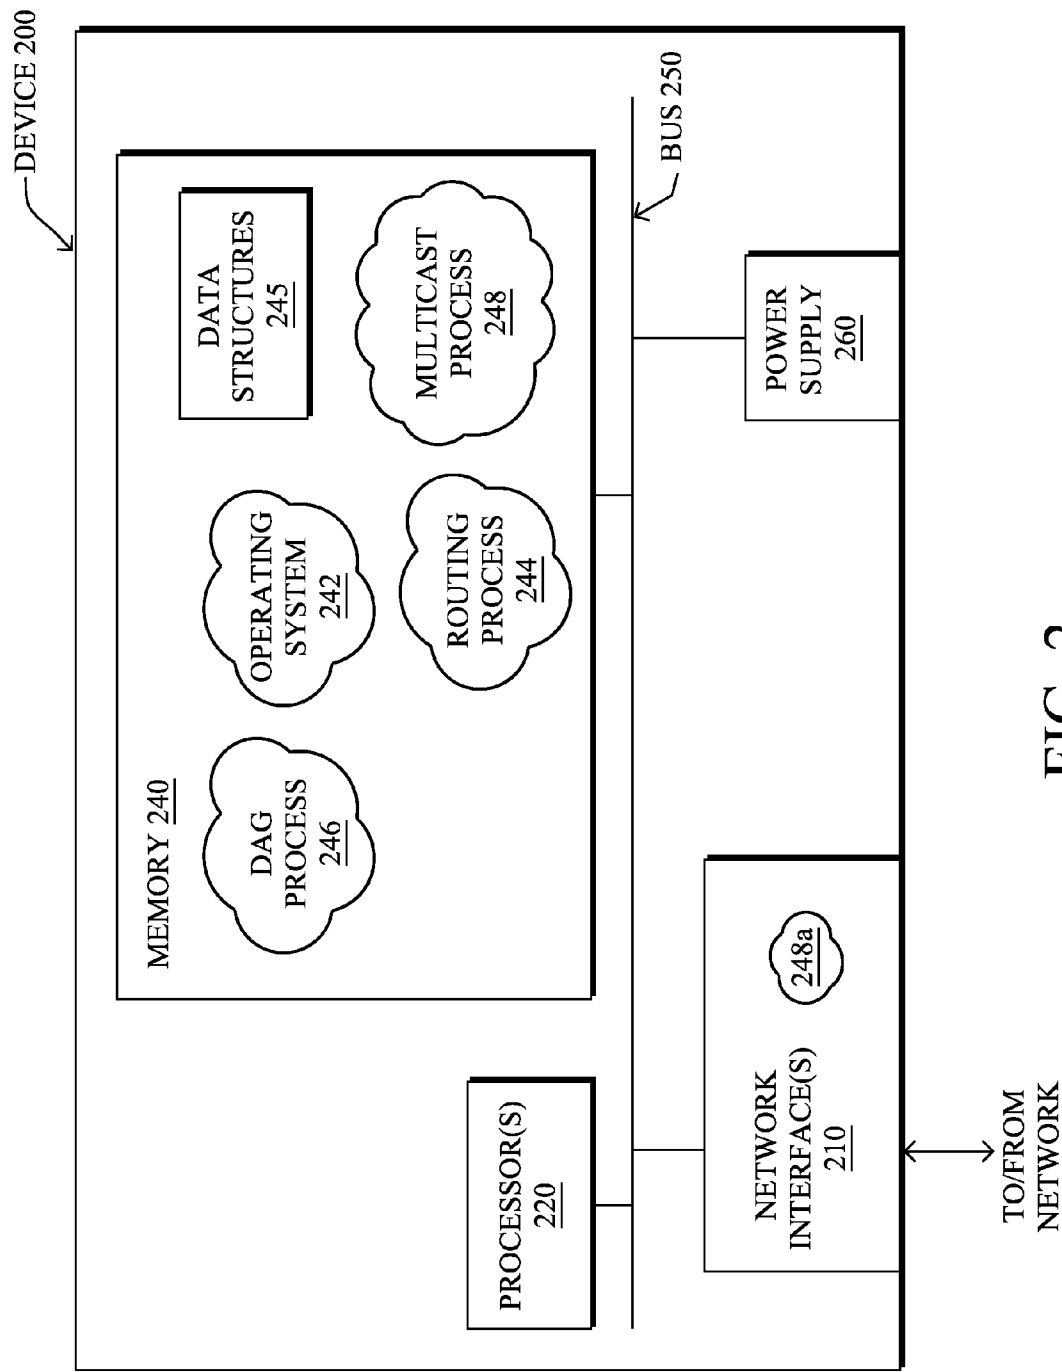 DEVICE 200
MEMORY 240
DAG
PROCESS
246
OPERATING
SYSTEM
242
DATA
STRUCTURES
245
ROUTING
PROCESS
244
MULTICAST
PROCESS
248
PROCESSOR(S)
220
BUS 250
NETWORK
INTERFACE(S)
210
248a
POWER
SUPPLY
260
TO/FROM
NETWORK
FIG.